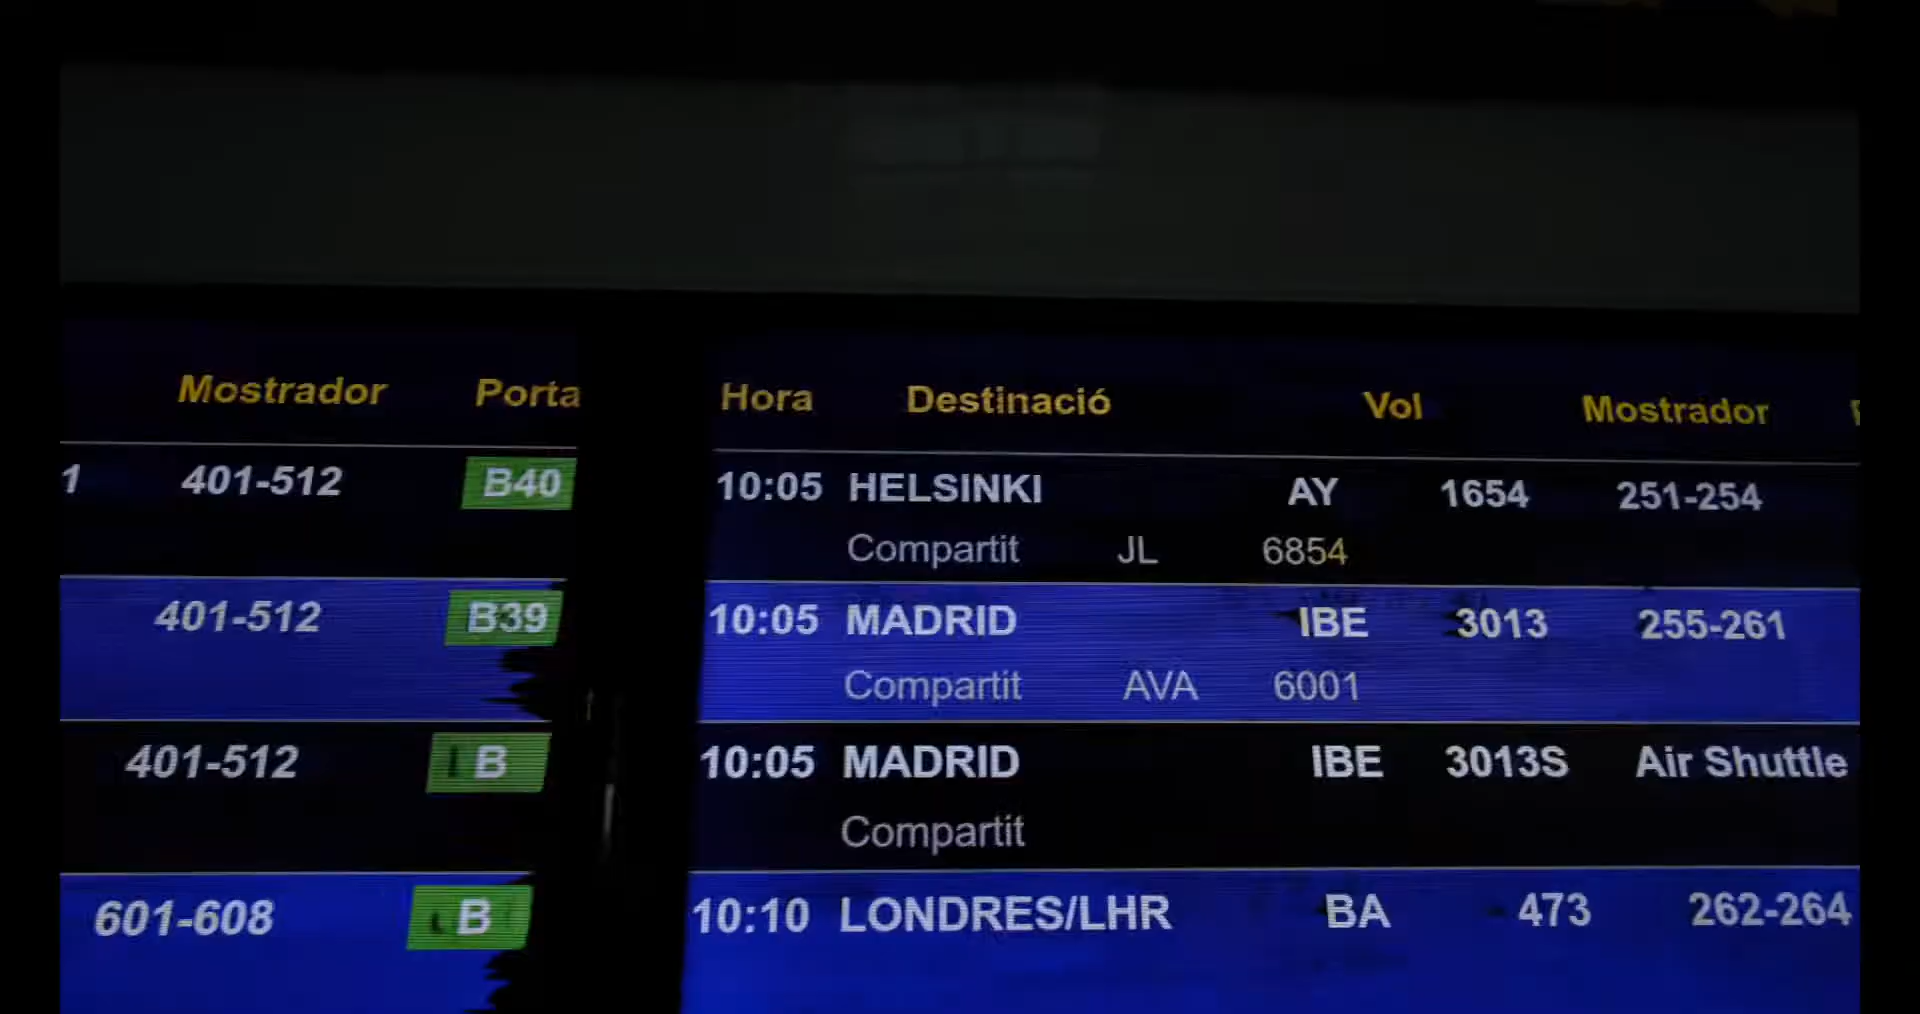 Mostrador Porta
1 401-512 B40
401-512 B39
401-512 B
601-608 B
Hora Destinació Vol Mostrador
10:05 HELSINKI AY 1654 251-254
Compartit JL 6854
10:05 MADRID IBE 3013 255-261
Compartit AVA 6001
10:05 MADRID IBE 3013S Air Shuttle
Compartit
10:10 LONDRES/LHR BA 473 262-264